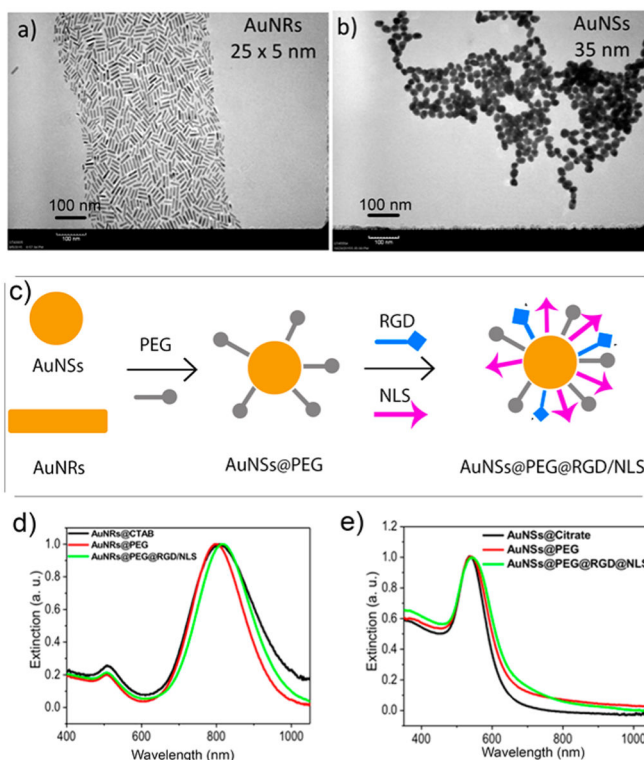 a)
AuNRs
25 x 5 nm
100 nm
100 nm
b)
AuNSs
35 nm
100 nm
100 nm
c)
AuNSs
AuNRs
PEG
AuNSs@PEG
RGD
NLS
AuNSs@PEG@RGD/NLS
d)
AuNRs@CTAB
AuNRs@PEG
AuNRs@PEG@RGD/NLS
Extinction (a. u.)
1.0
0.8
0.6
0.4
0.2
0.0
400 600 800 1000
Wavelength (nm)
e)
AuNSs@Citrate
AuNSs@PEG
AuNSs@PEG@RGD@NLS
Extinction (a. u.)
1.2
1.0
0.8
0.6
0.4
0.2
0.0
400 600 800 1000
Wavelength (nm)